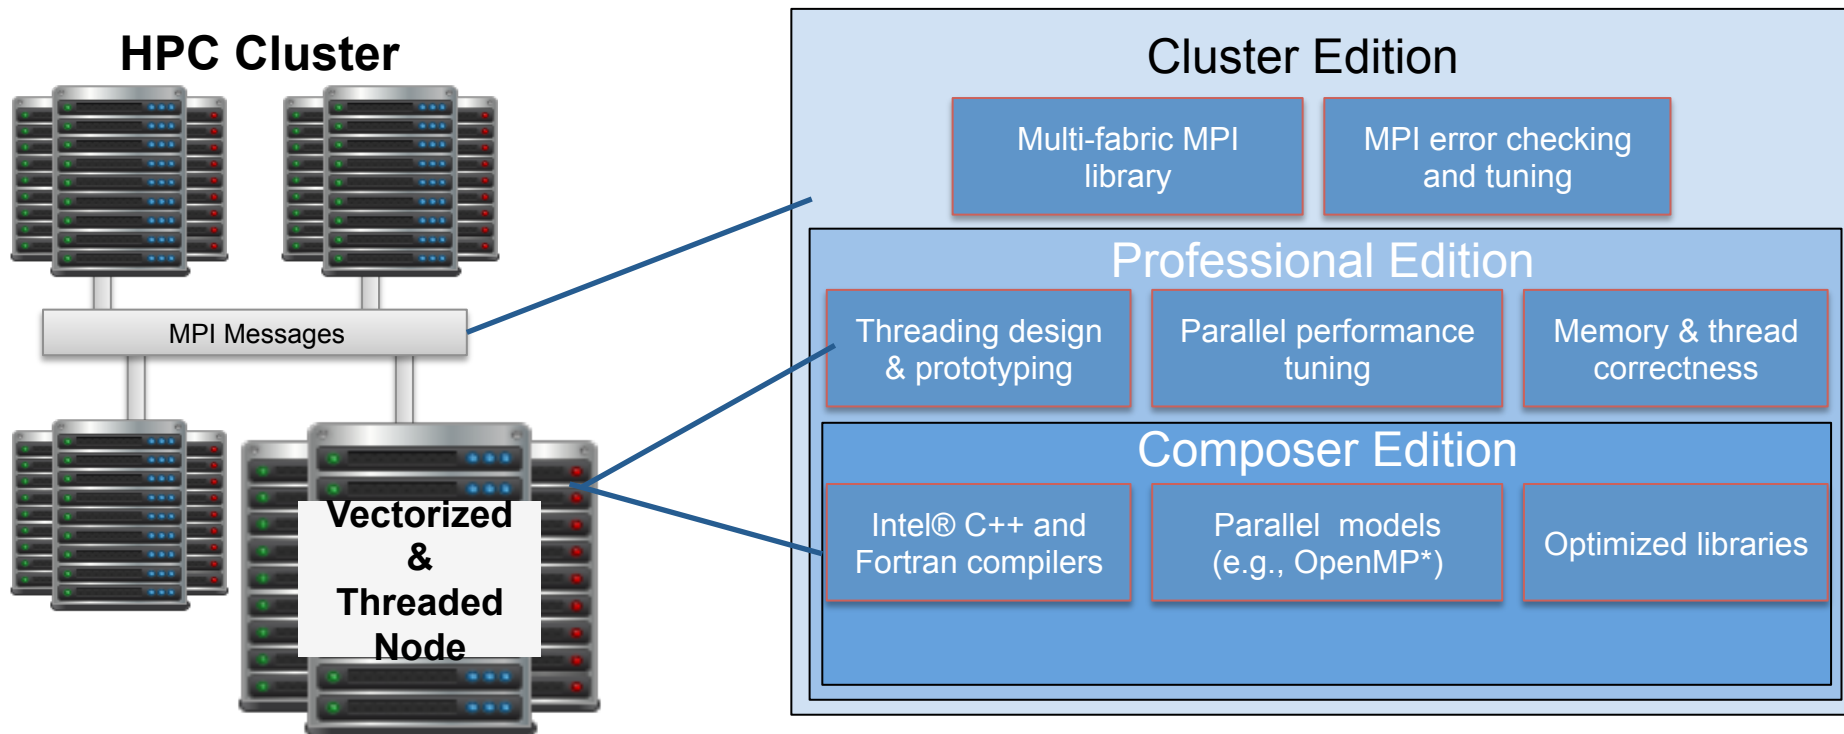 HPC Cluster
MPI Messages
Vectorized
&
Threaded
Node
Cluster Edition
Multi-fabric MPI
library
MPI error checking
and tuning
Professional Edition
Threading design
& prototyping
Parallel performance
tuning
Memory & thread
correctness
Composer Edition
Intel® C++ and
Fortran compilers
Parallel models
(e.g., OpenMP*)
Optimized libraries